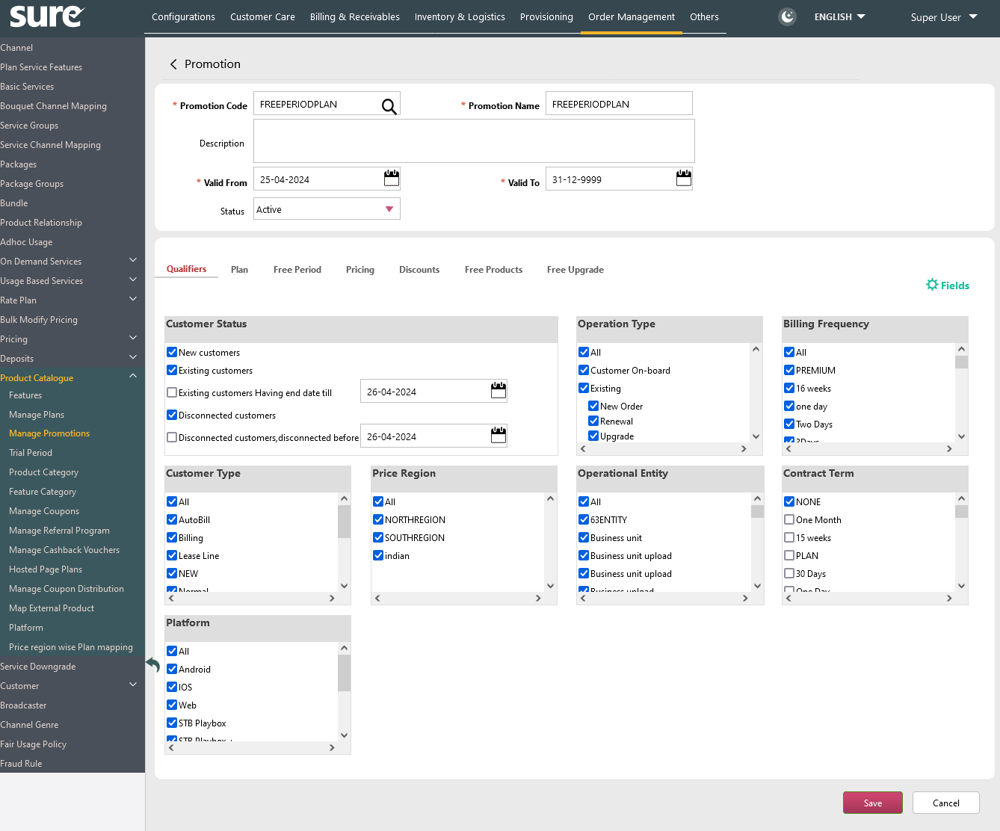 sure
Configurations
Customer Care
Billing & Receivables
Inventory & Logistics
Provisioning
Order Management
Others
ENGLISH
Super User
Channel
Plan Service Features
Basic Services
Bouquet Channel Mapping
Service Groups
Service Channel Mapping
Packages
Package Groups
Bundle
Product Relationship
Adhoc Usage
On Demand Services
Usage Based Services
Rate Plan
Bulk Modify Pricing
Pricing
Deposits
Product Catalogue
Features
Manage Plans
Manage Promotions
Trial Period
Product Category
Feature Category
Manage Coupons
Manage Referral Program
Manage Cashback Vouchers
Hosted Page Plans
Manage Coupon Distribution
Map External Product
Platform
Price region wise Plan mapping
Service Downgrade
Customer
Broadcaster
Channel Genre
Fair Usage Policy
Fraud Rule
Promotion
* Promotion Code
FREEPERIODPLAN
* Promotion Name
FREEPERIODPLAN
Description
* Valid From
25-04-2024
* Valid To
31-12-9999
Status
Active
Qualifiers
Plan
Free Period
Pricing
Discounts
Free Products
Free Upgrade
Fields
Customer Status
New customers
Existing customers
Existing customers Having end date till
26-04-2024
Disconnected customers
Disconnected customers,disconnected before
26-04-2024
Operation Type
All
Customer On-board
Existing
New Order
Renewal
Upgrade
Billing Frequency
All
PREMIUM
16 weeks
one day
Two Days
3Days
Customer Type
All
AutoBill
Billing
Lease Line
NEW
Normal
Price Region
All
NORTHREGION
SOUTHREGION
indian
Operational Entity
All
63ENTITY
Business unit
Business unit upload
Business unit upload
Business upload
Contract Term
NONE
One Month
15 weeks
PLAN
30 Days
One Day
Platform
All
Android
IOS
Web
STB Playbox
STB Playbox +
Save
Cancel